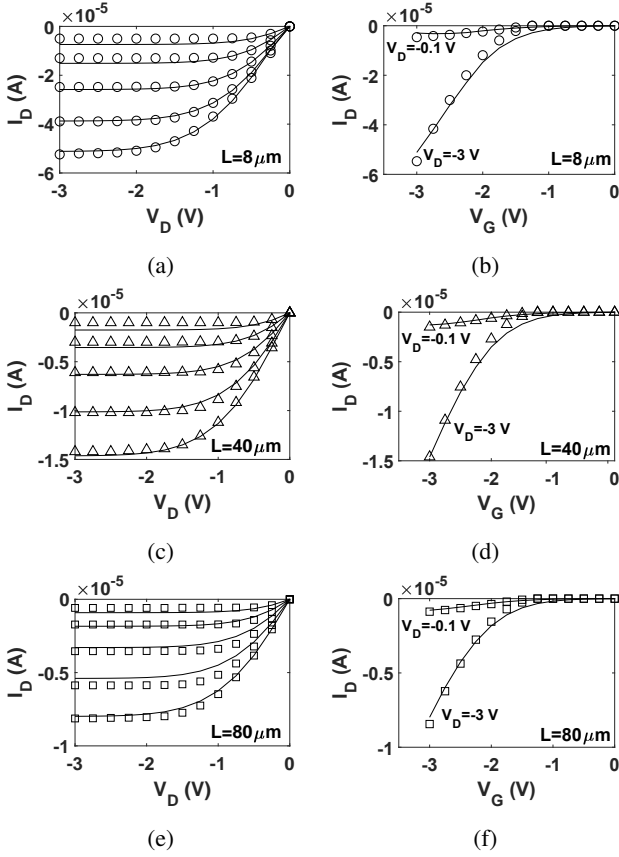 ×10⁻⁵
0
-2
-4
-6
I_D (A)
-3 -2 -1 0
V_D (V)
L=8μm
(a)
×10⁻⁵
0
-2
-4
-6
I_D (A)
V_D=-0.1 V
V_D=-3 V
L=8μm
-3 -2 -1 0
V_G (V)
(b)
×10⁻⁵
0
-0.5
-1
-1.5
I_D (A)
L=40μm
-3 -2 -1 0
V_D (V)
(c)
×10⁻⁵
0
-0.5
-1
-1.5
I_D (A)
V_D=-0.1 V
V_D=-3 V
L=40μm
-3 -2 -1 0
V_G (V)
(d)
×10⁻⁵
0
-0.5
-1
I_D (A)
L=80μm
-3 -2 -1 0
V_D (V)
(e)
×10⁻⁵
0
-0.5
-1
I_D (A)
V_D=-0.1 V
V_D=-3 V
L=80μm
-3 -2 -1 0
V_G (V)
(f)